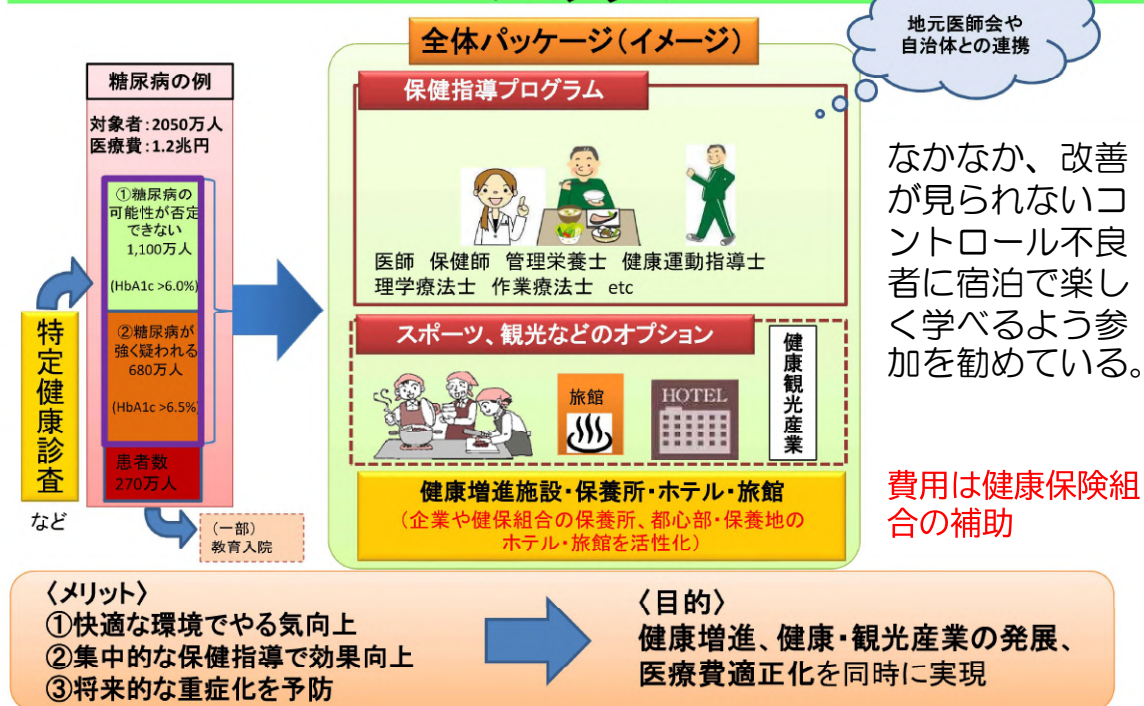 全体パッケージ（イメージ）
地元医師会や
自治体との連携
糖尿病の例
対象者：2050万人
医療費：1.2兆円
①糖尿病の
可能性が否定
できない
1,100万人
(HbA1c >6.0%)
②糖尿病が
強く疑われる
680万人
(HbA1c >6.5%)
患者数
270万人
特定健康診査
など
（一部）
教育入院
保健指導プログラム
医師 保健師 管理栄養士 健康運動指導士
理学療法士 作業療法士 etc
スポーツ、観光などのオプション
旅館
HOTEL
健康観光産業
健康増進施設・保養所・ホテル・旅館
（企業や健保組合の保養所、都心部・保養地の
ホテル・旅館を活性化）
なかなか、改善
が見られないコ
ントロール不良
者に宿泊で楽し
く学べるよう参
加を勧めている。
費用は健康保険組
合の補助
〈メリット〉
①快適な環境でやる気向上
②集中的な保健指導で効果向上
③将来的な重症化を予防
〈目的〉
健康増進、健康・観光産業の発展、
医療費適正化を同時に実現